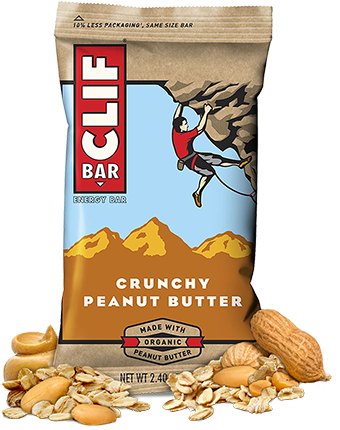 10% LESS PACKAGING†, SAME SIZE BAR
CLIF
BAR
ENERGY BAR
CRUNCHY
PEANUT BUTTER
MADE WITH
ORGANIC
PEANUT BUTTER
NET WT 2.40